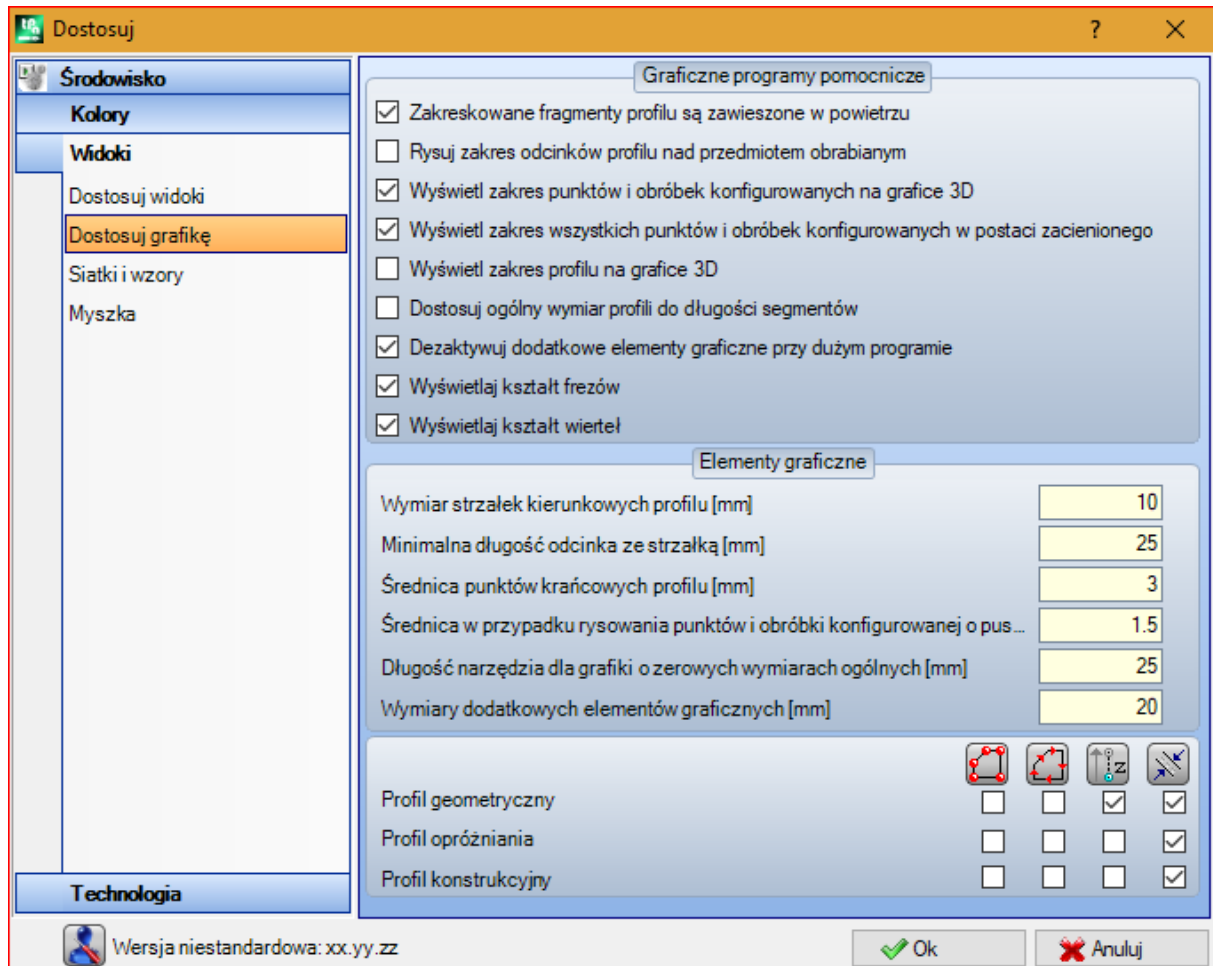 Dostosuj
?
Środowisko
Kolory
Widoki
Dostosuj widoki
Dostosuj grafikę
Siatki i wzory
Myszka
Technologia
Graficzne programy pomocnicze
Zakreskowane fragmenty profilu są zawieszone w powietrzu
Rysuj zakres odcinków profilu nad przedmiotem obrabianym
Wyświetl zakres punktów i obróbek konfigurowanych na grafice 3D
Wyświetl zakres wszystkich punktów i obróbek konfigurowanych w postaci zacienionego
Wyświetl zakres profilu na grafice 3D
Dostosuj ogólny wymiar profili do długości segmentów
Dezaktywuj dodatkowe elementy graficzne przy dużym programie
Wyświetlaj kształt frezów
Wyświetlaj kształt wierteł
Elementy graficzne
Wymiar strzałek kierunkowych profilu [mm] 10
Minimalna długość odcinka ze strzałką [mm] 25
Średnica punktów krańcowych profilu [mm] 3
Średnica w przypadku rysowania punktów i obróbki konfigurowanej o pus... 1.5
Długość narzędzia dla grafiki o zerowych wymiarach ogólnych [mm] 25
Wymiary dodatkowych elementów graficznych [mm] 20
z
Profil geometryczny
Profil opróżniania
Profil konstrukcyjny
Wersja niestandardowa: xx.yy.zz
Ok
Anuluj